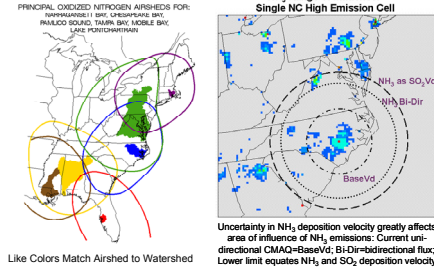 PRINCIPAL OXIDIZED NITROGEN AIRSHEDS FOR:
NARRAGANSETT BAY, CHESAPEAKE BAY,
PAMLICO SOUND, TAMPA BAY, MOBILE BAY,
LAKE PONTCHARTRAIN
Like Colors Match Airshed to Watershed
Single NC High Emission Cell
NH3 as SO2Vd
NH3 Bi-Dir
BaseVd
Uncertainty in NH3 deposition velocity greatly affects
area of influence of NH3 emissions: Current uni-
directional CMAQ=BaseVd; Bi-Dir=bidirectional flux;
Lower limit equates NH3 and SO2 deposition velocity